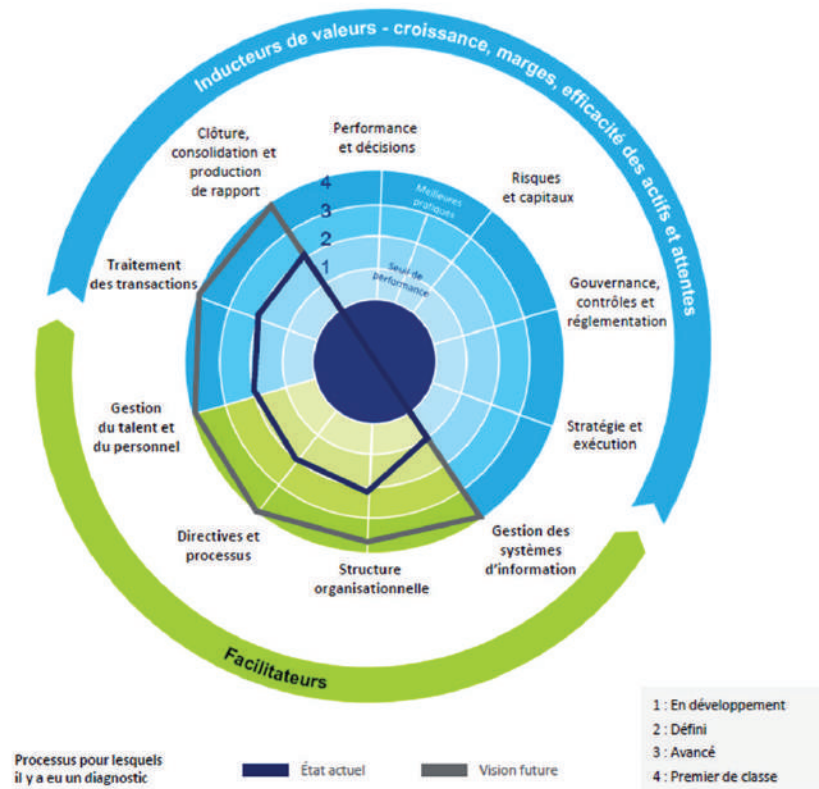 Inducteurs de valeurs - croissance, marges, efficacité des actifs et attentes
Clôture,
consolidation et
production
de rapport
Performance
et décisions
Risques
et capitaux
4
3
2
1
Meilleures
pratiques
Seuil de
performance
Traitement
des transactions
Gouvernance,
contrôles et
réglementation
Gestion
du talent et
du personnel
Stratégie et
exécution
Directives et
processus
Structure
organisationnelle
Gestion des
systèmes
d'information
Facilitateurs
1 : En développement
2 : Défini
3 : Avancé
4 : Premier de classe
Processus pour lesquels
il y a eu un diagnostic
État actuel
Vision future